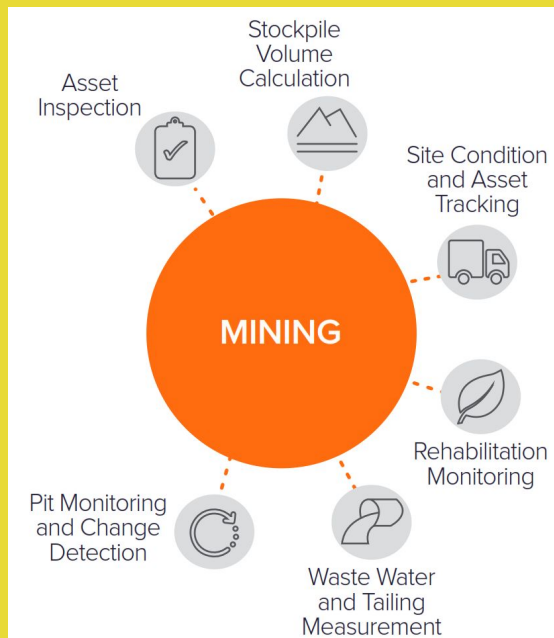 Stockpile
Volume
Calculation
Asset
Inspection
Site Condition
and Asset
Tracking
MINING
Rehabilitation
Monitoring
Pit Monitoring
and Change
Detection
Waste Water
and Tailing
Measurement